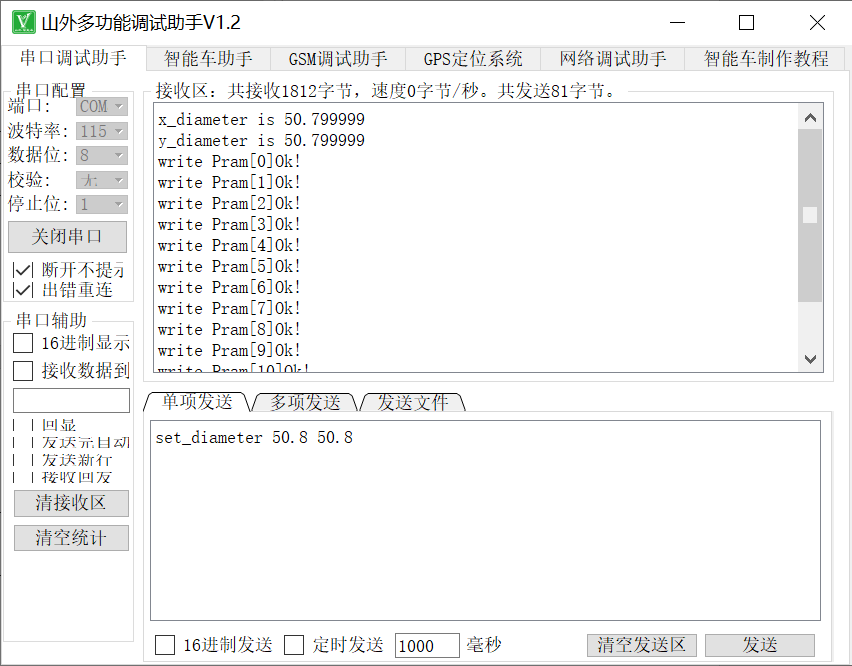 山外多功能调试助手V1.2
串口调试助手 智能车助手 GSM调试助手 GPS定位系统 网络调试助手 智能车制作教程
串口配置
端口: COM
波特率: 115
数据位: 8
校验: 无
停止位: 1
关闭串口
断开不提示
出错重连
串口辅助
16进制显示
接收数据到
回显
发送完自动
发送新行
接收回发
清接收区
清空统计
接收区：共接收1812字节，速度0字节/秒。共发送81字节。
x_diameter is 50.799999
y_diameter is 50.799999
write Pram[0]Ok!
write Pram[1]Ok!
write Pram[2]Ok!
write Pram[3]Ok!
write Pram[4]Ok!
write Pram[5]Ok!
write Pram[6]Ok!
write Pram[7]Ok!
write Pram[8]Ok!
write Pram[9]Ok!
write Pram[10]Ok!
单项发送 多项发送 发送文件
set_diameter 50.8 50.8
16进制发送 定时发送 1000 毫秒 清空发送区 发送